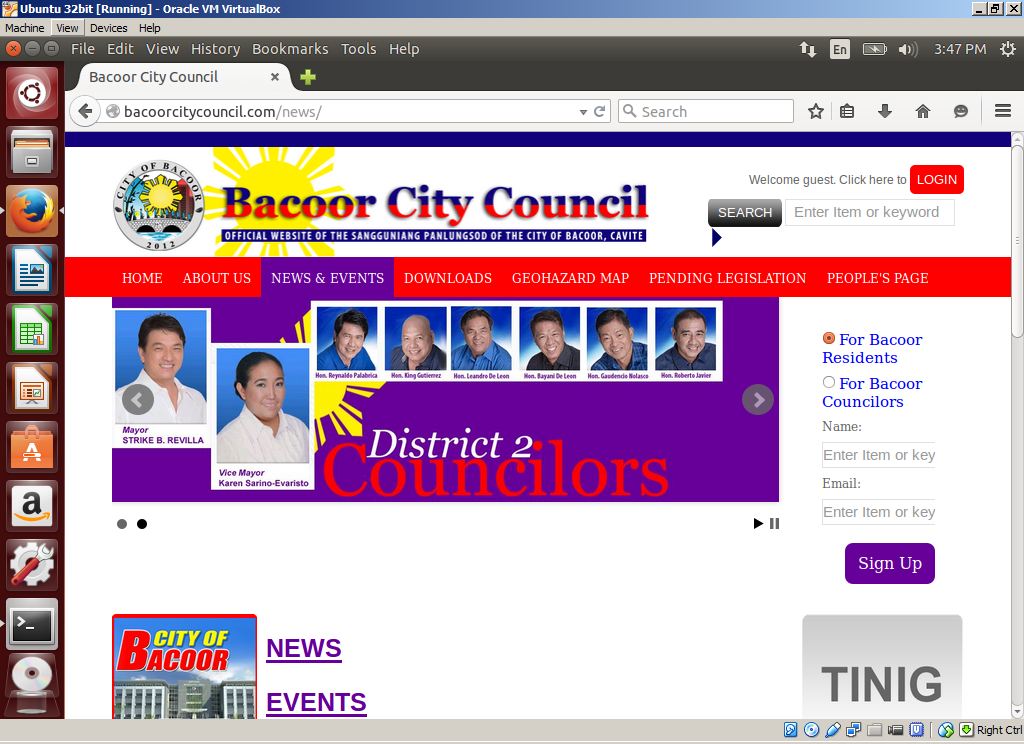 Ubuntu 32bit [Running] - Oracle VM VirtualBox
Machine View Devices Help
File Edit View History Bookmarks Tools Help
En
3:47 PM
Bacoor City Council
bacoorcitycouncil.com/news/
Search
CITY OF BACOOR
2012
Bacoor City Council
OFFICIAL WEBSITE OF THE SANGGUNIANG PANLUNGSOD OF THE CITY OF BACOOR, CAVITE
Welcome guest. Click here to LOGIN
SEARCH Enter Item or keyword
HOME ABOUT US NEWS & EVENTS DOWNLOADS GEOHAZARD MAP PENDING LEGISLATION PEOPLE'S PAGE
Hon. Reynaldo Palabrica Hon. King Gutierrez Hon. Leandro De Leon Hon. Bayani De Leon Hon. Gaudencio Nolasco Hon. Roberto Javier
Mayor
STRIKE B. REVILLA
Vice Mayor
Karen Sarino-Evaristo
District 2
Councilors
For Bacoor
Residents
For Bacoor
Councilors
Name:
Enter Item or key
Email:
Enter Item or key
Sign Up
CITY OF
BACOOR
NEWS
EVENTS
TINIG
Right Ctrl